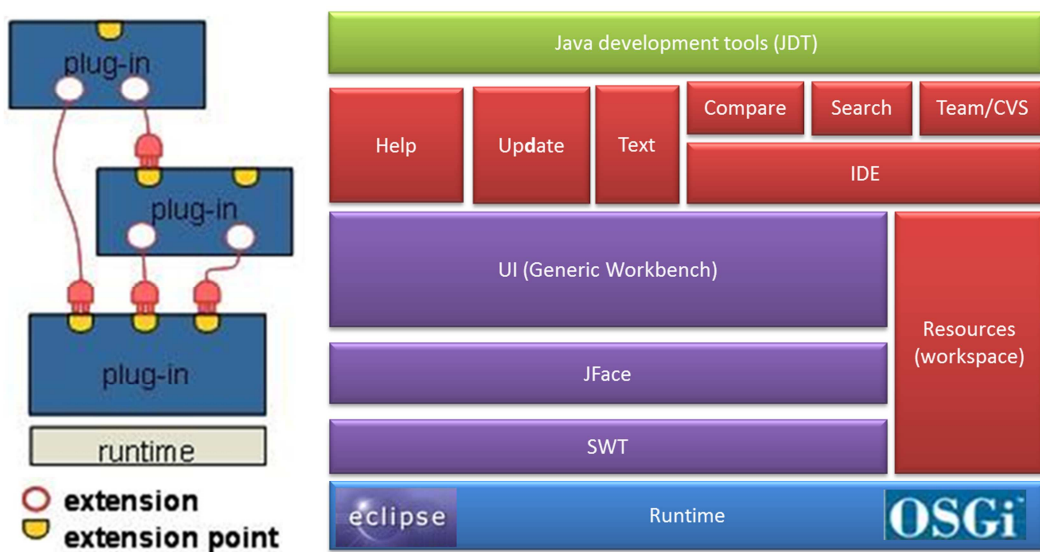 plug-in
plug-in
plug-in
runtime
extension
extension point
Java development tools (JDT)
Help
Update
Text
Compare
Search
Team/CVS
IDE
UI (Generic Workbench)
Resources
(workspace)
JFace
SWT
eclipse
Runtime
OSGi™